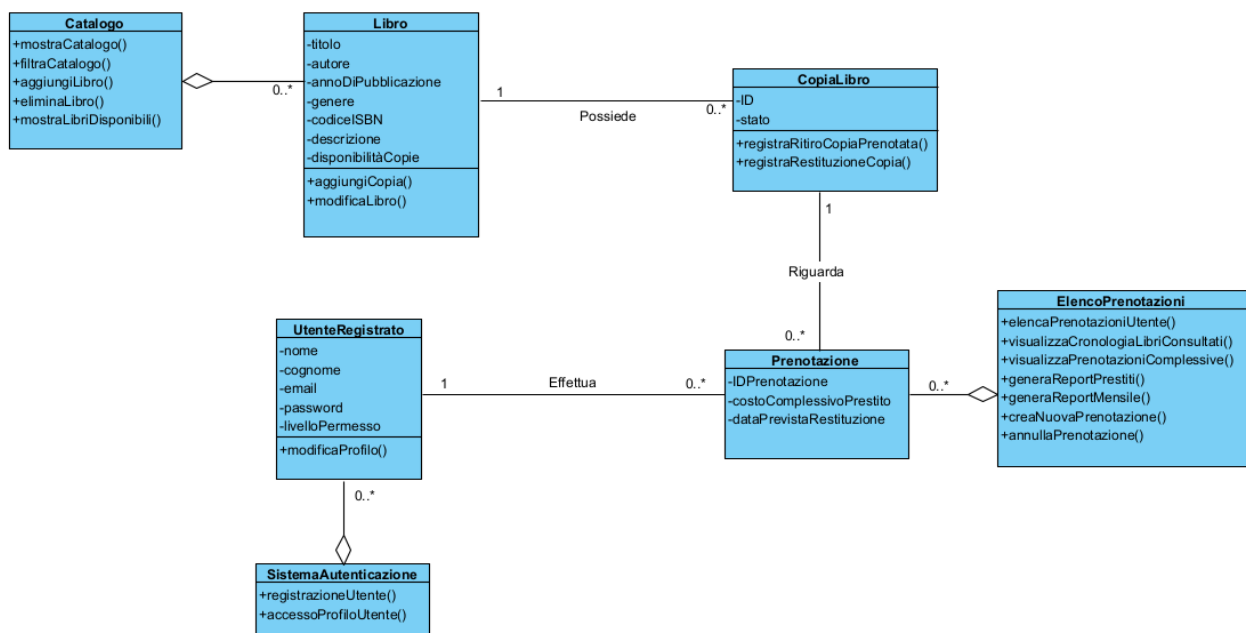 Catalogo
+mostraCatalogo()
+filtraCatalogo()
+aggiungiLibro()
+eliminaLibro()
+mostraLibriDisponibili()
0..*
Libro
-titolo
-autore
-annoDiPubblicazione
-genere
-codiceISBN
-descrizione
-disponibilitàCopie
+aggiungiCopia()
+modificaLibro()
1
Possiede
0..*
CopiaLibro
-ID
-stato
+registraRitiroCopiaPrenotata()
+registraRestituzioneCopia()
1
Riguarda
0..*
UtenteRegistrato
-nome
-cognome
-email
-password
-livelloPermesso
+modificaProfilo()
1
Effettua
0..*
Prenotazione
-IDPrenotazione
-costoComplessivoPrestito
-dataPrevistaRestituzione
0..*
ElencoPrenotazioni
+elencaPrenotazioniUtente()
+visualizzaCronologiaLibriConsultati()
+visualizzaPrenotazioniComplessive()
+generaReportPrestiti()
+generaReportMensile()
+creaNuovaPrenotazione()
+annullaPrenotazione()
0..*
SistemaAutenticazione
+registrazioneUtente()
+accessoProfiloUtente()